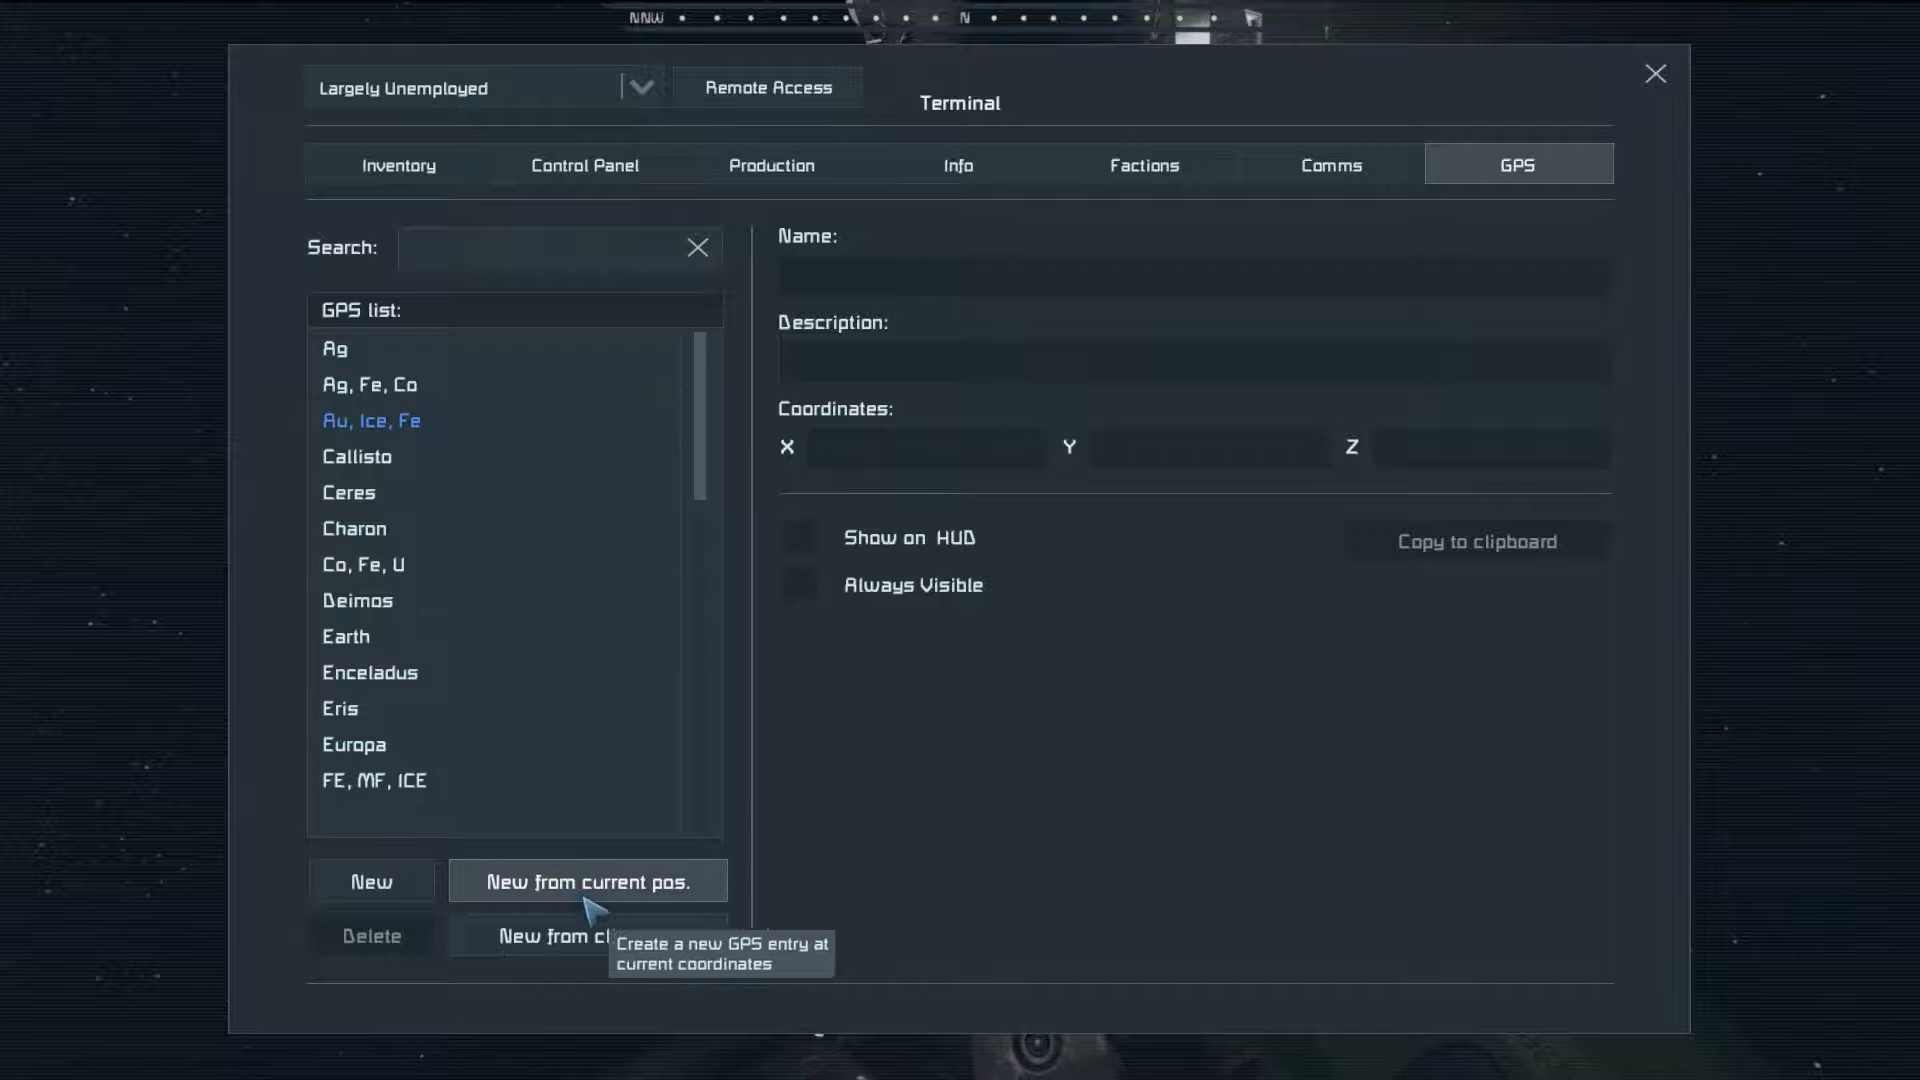 NNW
N
Largely Unemployed
Remote Access
Terminal
Inventory
Control Panel
Production
Info
Factions
Comms
GPS
Search:
GPS list:
Ag
Ag, Fe, Co
Au, Ice, Fe
Callisto
Ceres
Charon
Co, Fe, U
Deimos
Earth
Enceladus
Eris
Europa
FE, MF, ICE
New
New from current pos.
Delete
New from
Create a new GPS entry at
current coordinates
Name:
Description:
Coordinates:
X
Y
Z
Show on HUD
Copy to clipboard
Always Visible